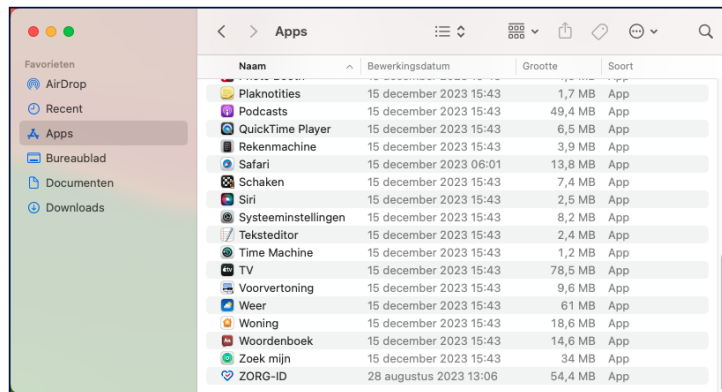 Apps
Favorieten
AirDrop
Recent
Apps
Bureaublad
Documenten
Downloads
Naam Bewerkingsdatum Grootte Soort
Plaknotities 15 december 2023 15:43 1,7 MB App
Podcasts 15 december 2023 15:43 49,4 MB App
QuickTime Player 15 december 2023 15:43 6,5 MB App
Rekenmachine 15 december 2023 15:43 3,9 MB App
Safari 15 december 2023 06:01 13,8 MB App
Schaken 15 december 2023 15:43 7,4 MB App
Siri 15 december 2023 15:43 2,5 MB App
Systeeminstellingen 15 december 2023 15:43 8,2 MB App
Teksteditor 15 december 2023 15:43 2,4 MB App
Time Machine 15 december 2023 15:43 1,2 MB App
TV 15 december 2023 15:43 78,5 MB App
Voorvertoning 15 december 2023 15:43 9,6 MB App
Weer 15 december 2023 15:43 61 MB App
Woning 15 december 2023 15:43 18,6 MB App
Woordenboek 15 december 2023 15:43 14,6 MB App
Zoek mijn 15 december 2023 15:43 34 MB App
ZORG-ID 28 augustus 2023 13:06 54,4 MB App